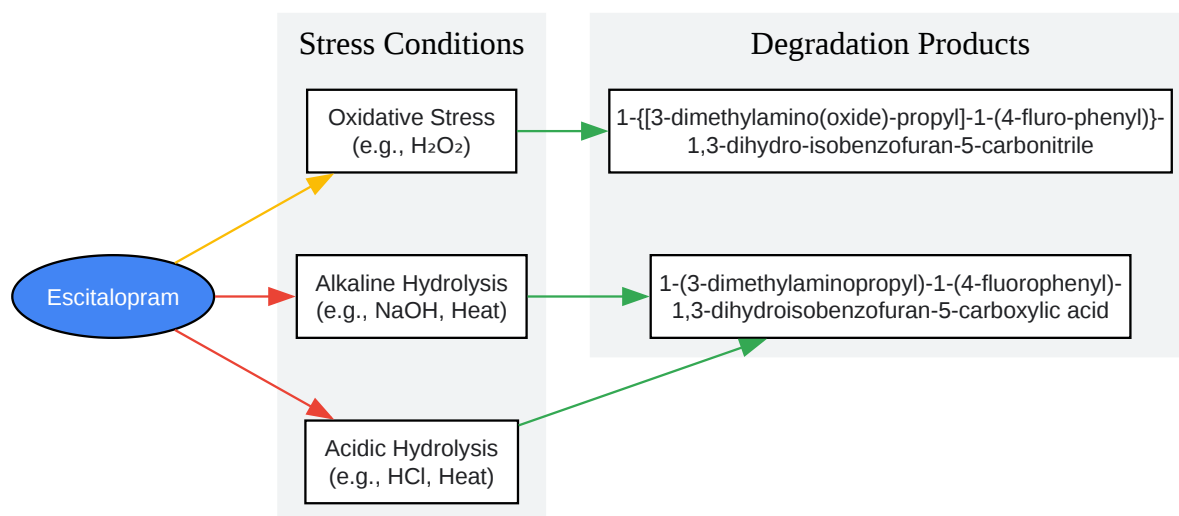 Stress Conditions
Degradation Products
Oxidative Stress
(e.g., H₂O₂)
1-{[3-dimethylamino(oxide)-propyl]-1-(4-fluro-phenyl)}-
1,3-dihydro-isobenzofuran-5-carbonitrile
Escitalopram
Alkaline Hydrolysis
(e.g., NaOH, Heat)
1-(3-dimethylaminopropyl)-1-(4-fluorophenyl)-
1,3-dihydroisobenzofuran-5-carboxylic acid
Acidic Hydrolysis
(e.g., HCl, Heat)